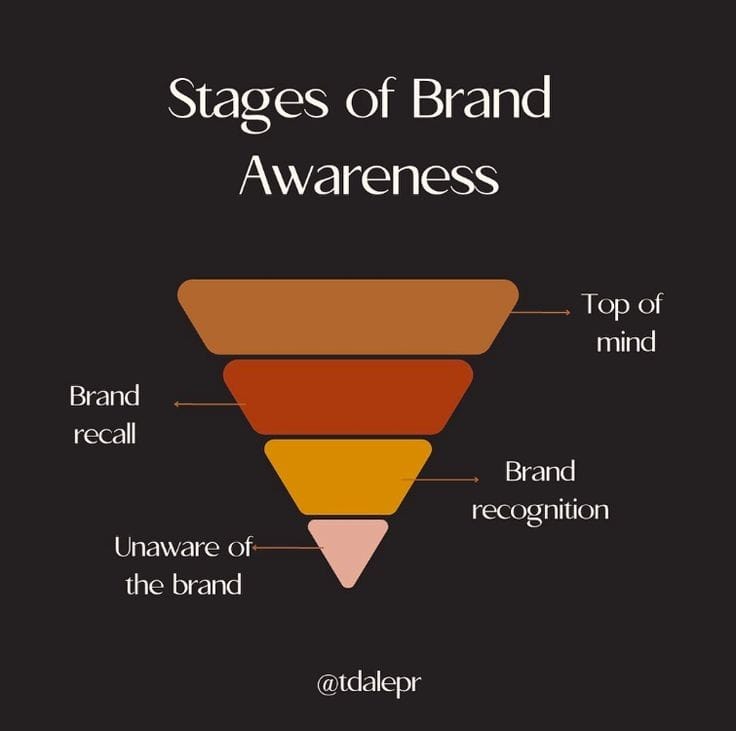 Stages of Brand
Awareness
Top of
mind
Brand
recall
Brand
recognition
Unaware of
the brand
@tdalepr